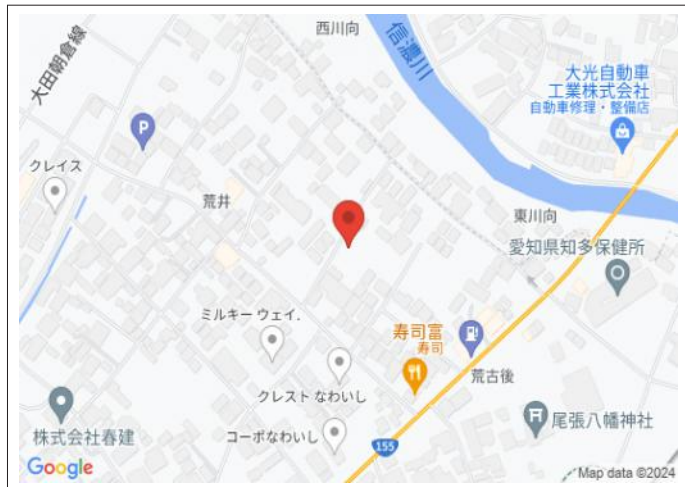 西川向
信濃川
大田朝倉線
大光自動車
工業株式会社
自動車修理・整備店
P
クレイス
荒井
東川向
愛知県知多保健所
ミルキー ウェイ.
寿司富
寿司
クレスト なわいし
荒古後
株式会社春建
コーポなわいし
尾張八幡神社
155
Google
Map data ©2024